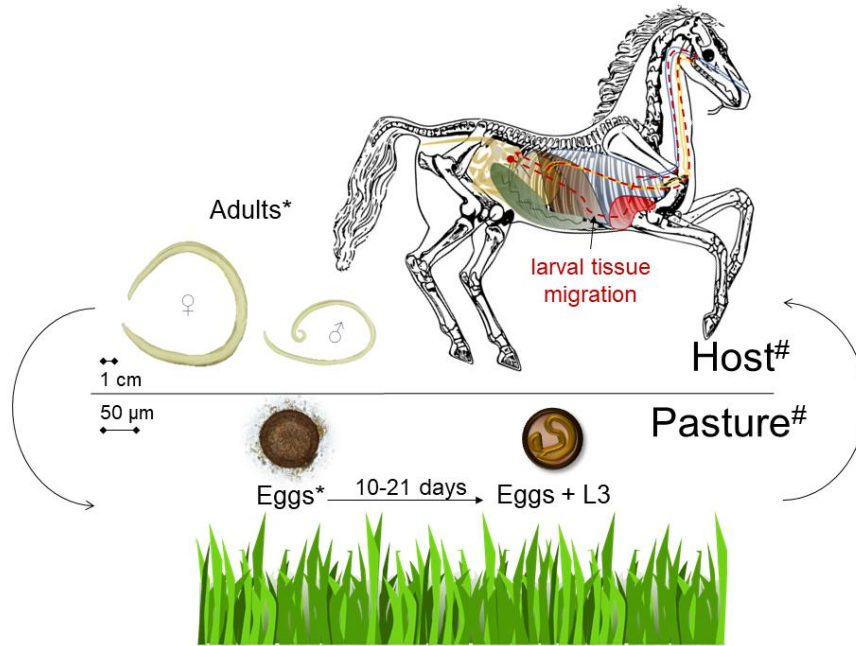 Adults*
♀
♂
larval tissue
migration
1 cm
Host#
50 µm
Pasture#
Eggs*
10-21 days
Eggs + L3